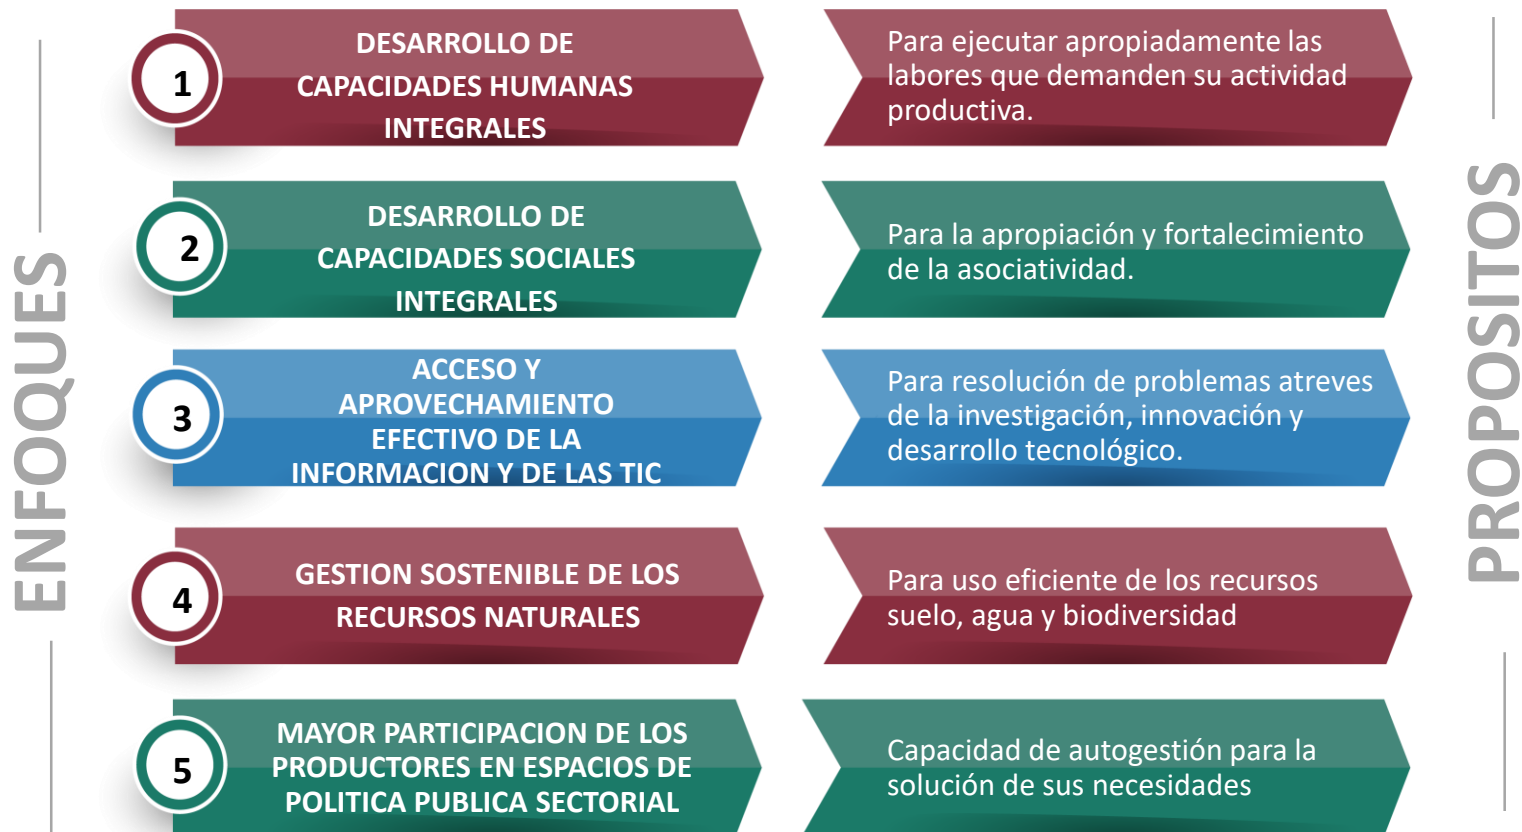 ENFOQUES
1
DESARROLLO DE
CAPACIDADES HUMANAS
INTEGRALES
Para ejecutar apropiadamente las
labores que demanden su actividad
productiva.
2
DESARROLLO DE
CAPACIDADES SOCIALES
INTEGRALES
Para la apropiación y fortalecimiento
de la asociatividad.
3
ACCESO Y
APROVECHAMIENTO
EFECTIVO DE LA
INFORMACION Y DE LAS TIC
Para resolución de problemas atreves
de la investigación, innovación y
desarrollo tecnológico.
4
GESTION SOSTENIBLE DE LOS
RECURSOS NATURALES
Para uso eficiente de los recursos
suelo, agua y biodiversidad
5
MAYOR PARTICIPACION DE LOS
PRODUCTORES EN ESPACIOS DE
POLITICA PUBLICA SECTORIAL
Capacidad de autogestión para la
solución de sus necesidades
PROPOSITOS